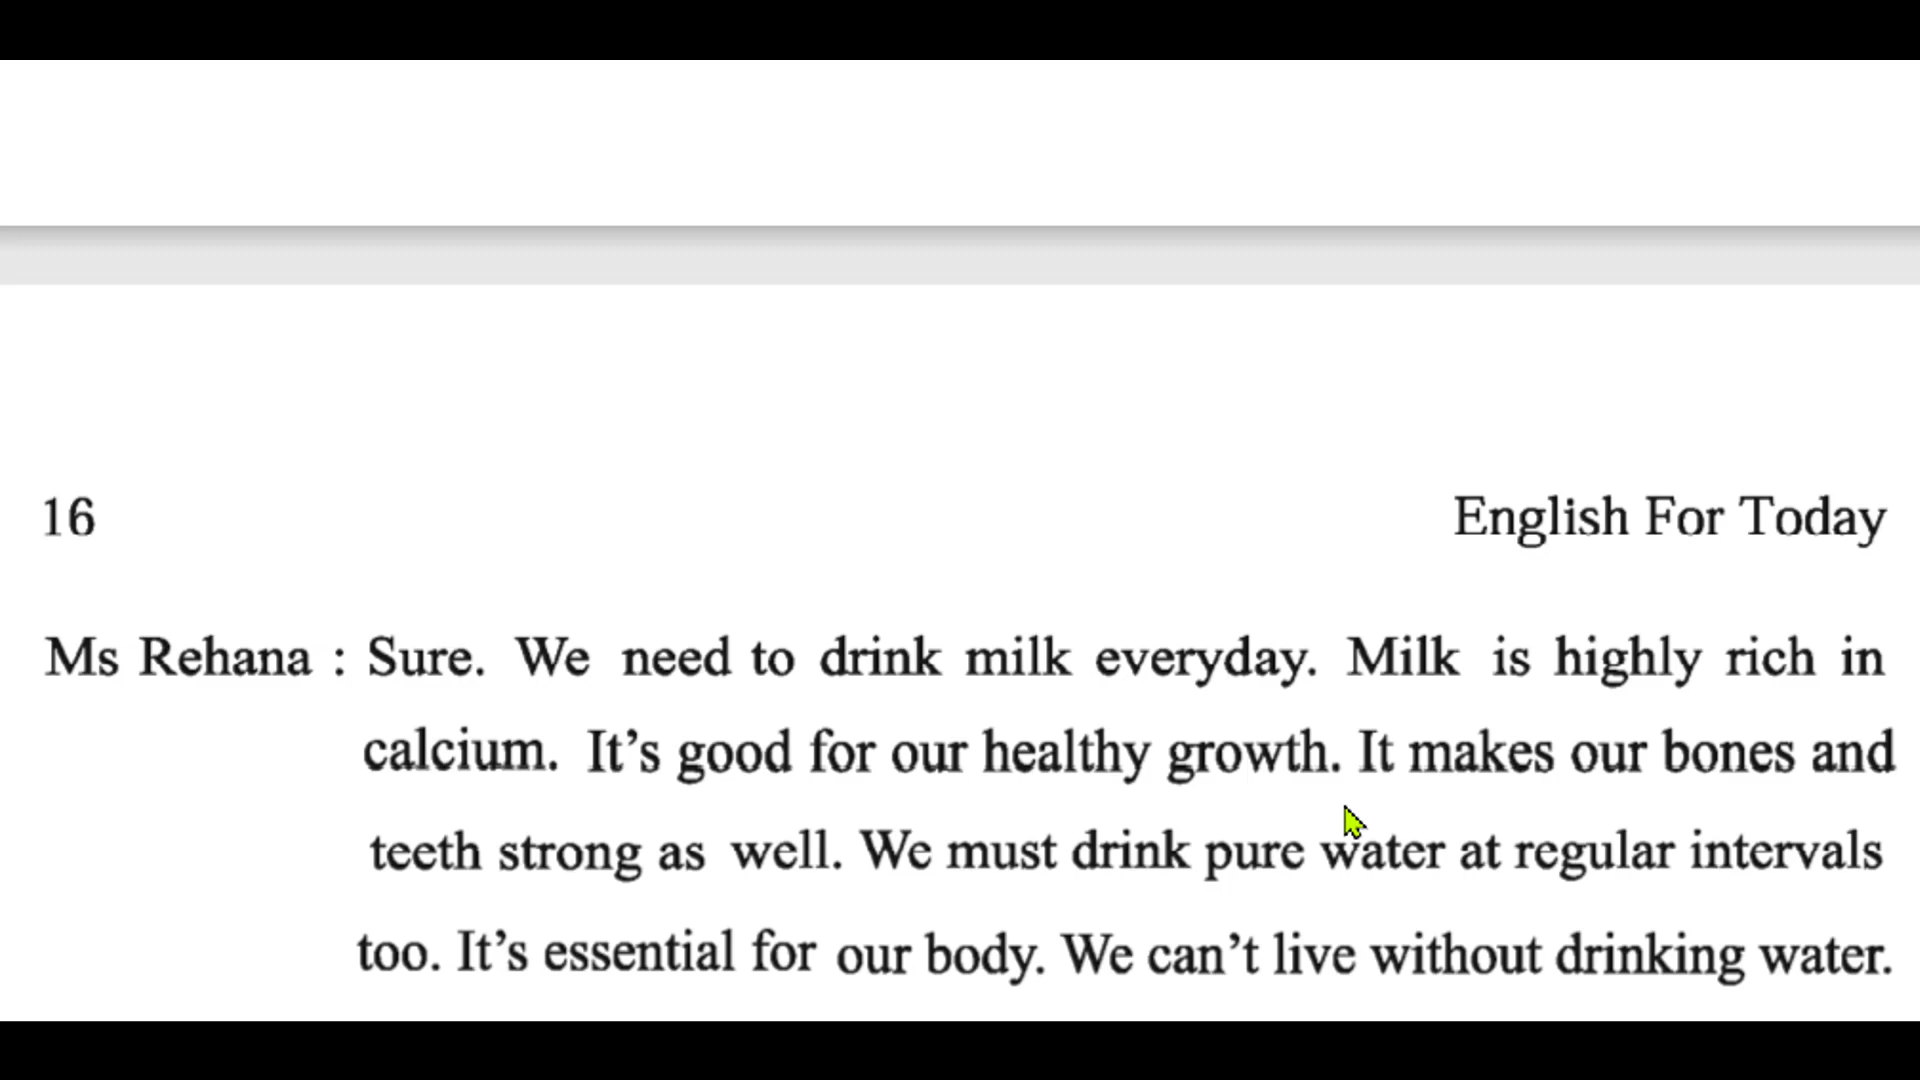 16 English For Today
Ms Rehana : Sure. We need to drink milk everyday. Milk is highly rich in
calcium. It’s good for our healthy growth. It makes our bones and
teeth strong as well. We must drink pure water at regular intervals
too. It’s essential for our body. We can’t live without drinking water.